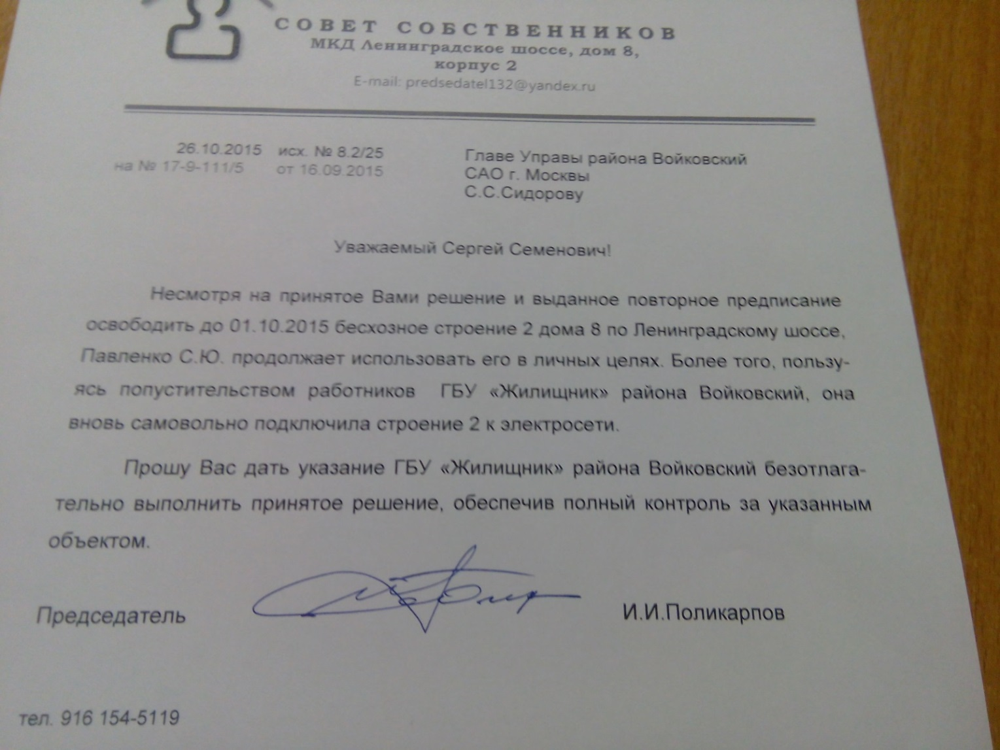 СОВЕТ СОБСТВЕННИКОВ
МКД Ленинградское шоссе, дом 8,
корпус 2
E-mail: predsedatel132@yandex.ru
26.10.2015 исх. № 8.2/25
на № 17-9-111/5 от 16.09.2015
Главе Управы района Войковский
САО г. Москвы
С.С.Сидорову
Уважаемый Сергей Семенович!
Несмотря на принятое Вами решение и выданное повторное предписание
освободить до 01.10.2015 бесхозное строение 2 дома 8 по Ленинградскому шоссе,
Павленко С.Ю. продолжает использовать его в личных целях. Более того, пользу-
ясь попустительством работников ГБУ «Жилищник» района Войковский, она
вновь самовольно подключила строение 2 к электросети.
Прошу Вас дать указание ГБУ «Жилищник» района Войковский безотлага-
тельно выполнить принятое решение, обеспечив полный контроль за указанным
объектом.
Председатель
И.И.Поликарпов
тел. 916 154-5119